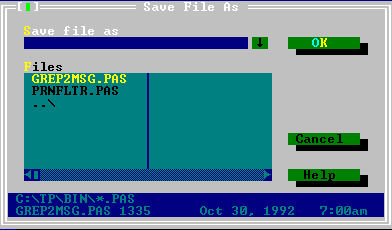 Save File As
Save file as
OK
Files
GREP2MSG.PAS
PRNFLTR.PAS
..\
Cancel
Help
C:\TP\BIN\*.PAS
GREP2MSG.PAS 1335 Oct 30, 1992 7:00am